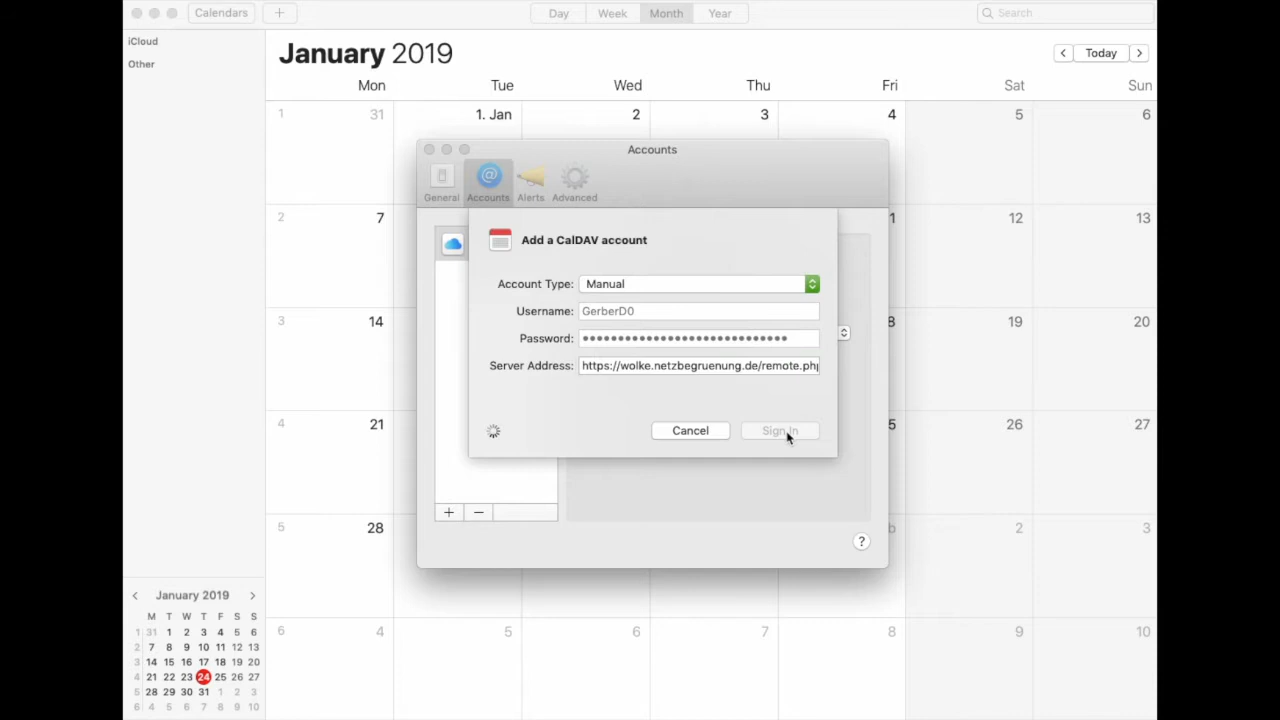 Calendars + Day Week Month Year Search
iCloud
Other
January 2019
< Today >
Mon Tue Wed Thu Fri Sat Sun
1 31 1. Jan 2 3 4 5 6
Accounts
General Accounts Alerts Advanced
2 7 1 12 13
Add a CalDAV account
Account Type: Manual
Username: GerberD0
Password: ••••••••••••••••••••••••••••
3 14 8 19 20
Server Address: https://wolke.netzbegruenung.de/remote.php
4 21 5 26 27
Cancel Sign In
+ −
5 28 2 3
?
6 4 5 6 7 8 9 10
< January 2019 >
M T W T F S S
1 31 1 2 3 4 5 6
2 7 8 9 10 11 12 13
3 14 15 16 17 18 19 20
4 21 22 23 24 25 26 27
5 28 29 30 31 1 2 3
6 4 5 6 7 8 9 10